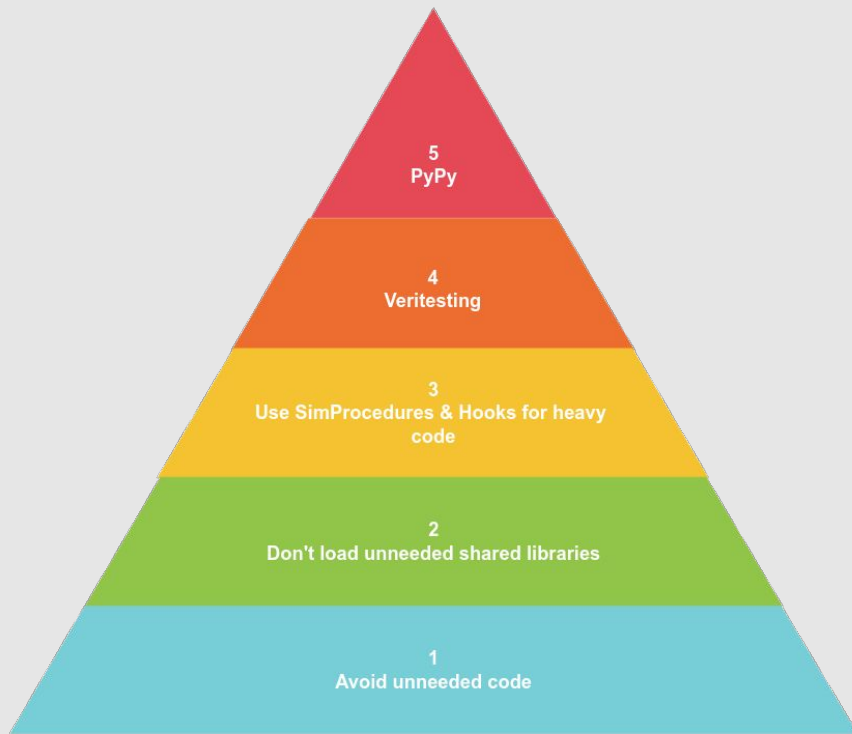 5
PyPy
4
Veritesting
3
Use SimProcedures & Hooks for heavy
code
2
Don't load unneeded shared libraries
1
Avoid unneeded code